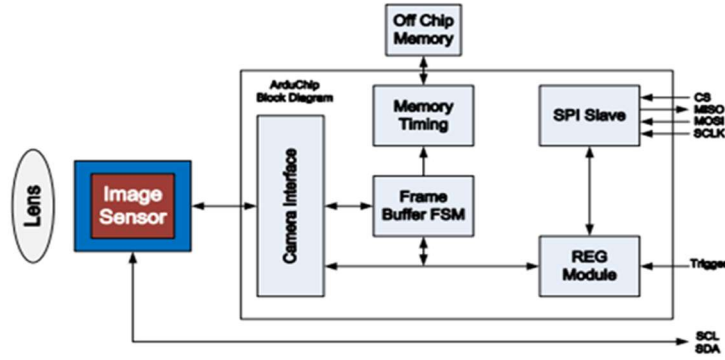 Off Chip
Memory
ArduChip
Block Diagram
Memory
Timing
SPI Slave
CS
MISO
MOSI
SCLK
Lens
Image
Sensor
Camera Interface
Frame
Buffer FSM
REG
Module
Trigger
SCL
SDA